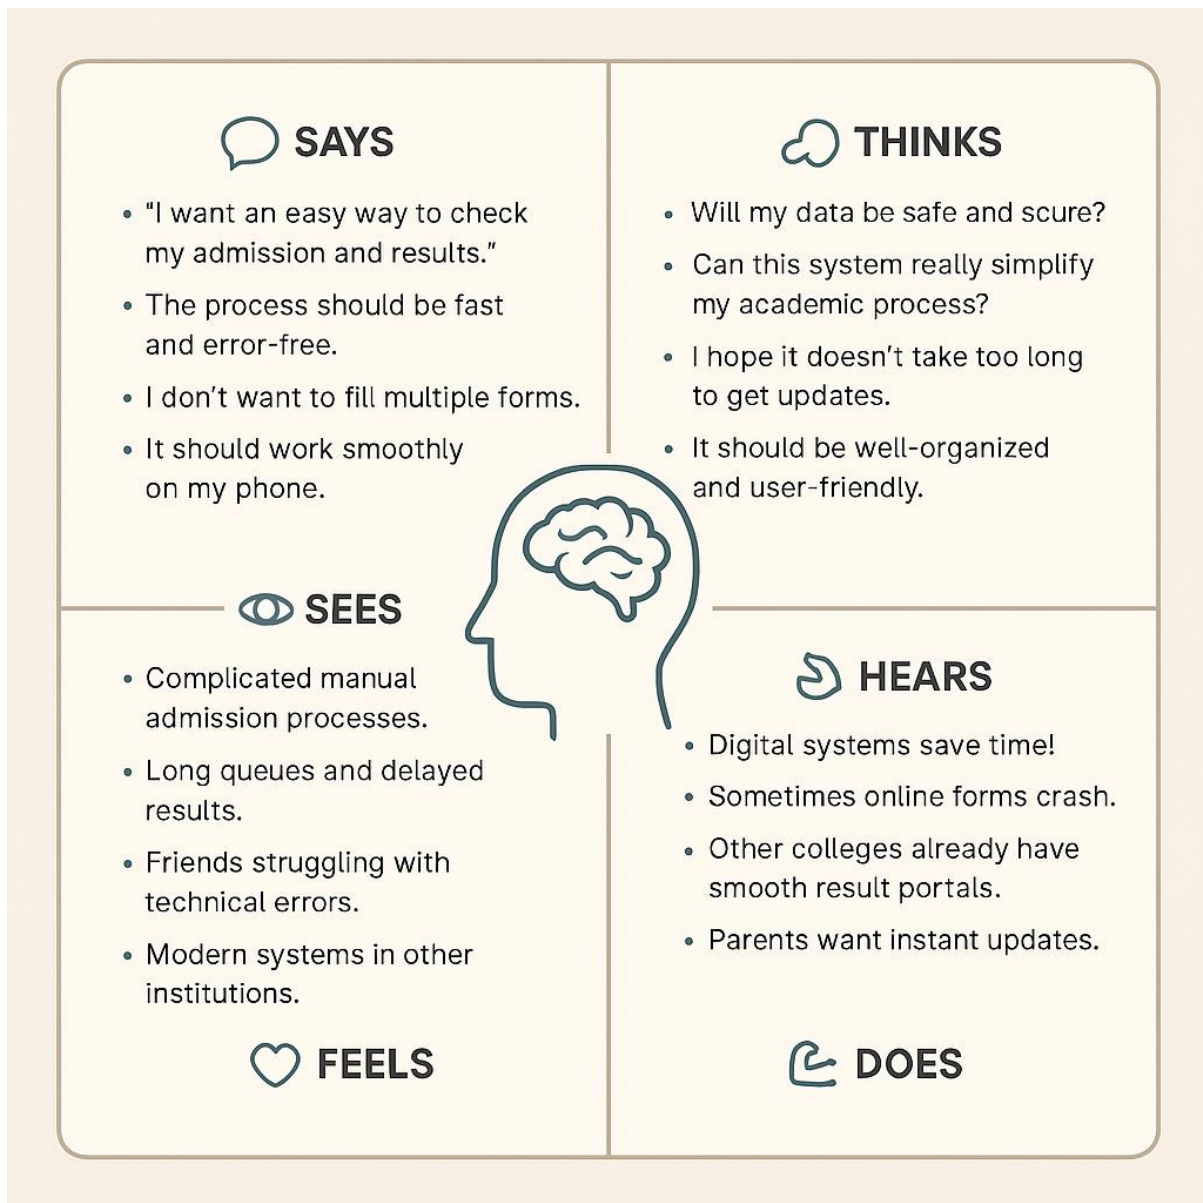 SAYS
• "I want an easy way to check
my admission and results."
• The process should be fast
and error-free.
• I don't want to fill multiple forms.
• It should work smoothly
on my phone.
THINKS
• Will my data be safe and scure?
• Can this system really simplify
my academic process?
• I hope it doesn't take too long
to get updates.
• It should be well-organized
and user-friendly.
SEES
• Complicated manual
admission processes.
• Long queues and delayed
results.
• Friends struggling with
technical errors.
• Modern systems in other
institutions.
HEARS
• Digital systems save time!
• Sometimes online forms crash.
• Other colleges already have
smooth result portals.
• Parents want instant updates.
FEELS
DOES